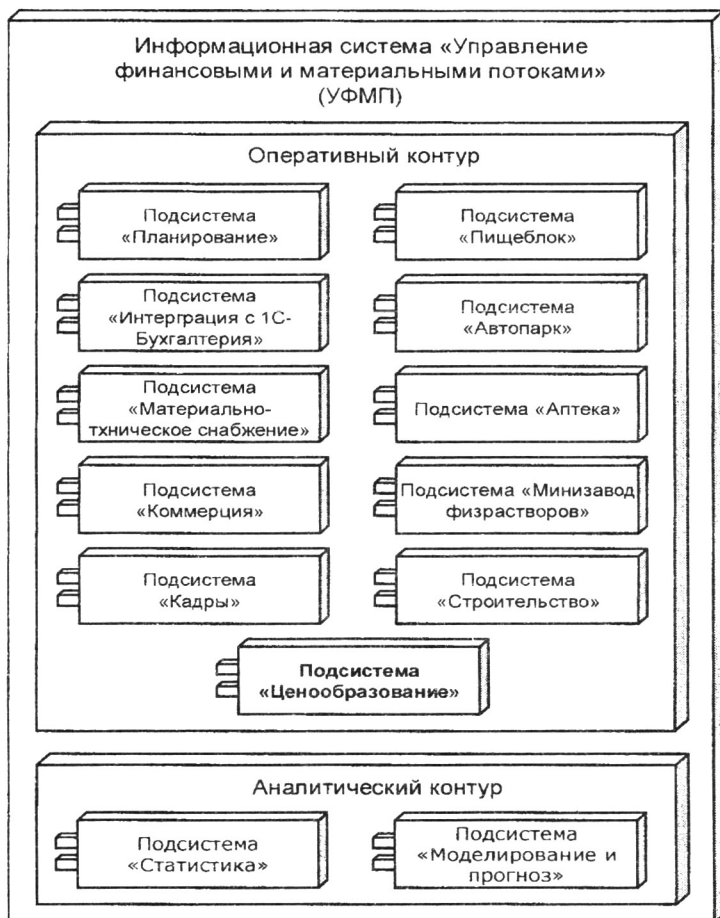 Информационная система «Управление
финансовыми и материальными потоками»
(УФМП)
Оперативный контур
Подсистема
«Планирование»
Подсистема
«Пищеблок»
Подсистема
«Интерграция с 1С-
Бухгалтерия»
Подсистема
«Автопарк»
Подсистема
«Материально-
тхническое снабжение»
Подсистема «Аптека»
Подсистема
«Коммерция»
Подсистема «Минизавод
физрастворов»
Подсистема
«Кадры»
Подсистема
«Строительство»
Подсистема
«Ценообразование»
Аналитический контур
Подсистема
«Статистика»
Подсистема
«Моделирование и
прогноз»